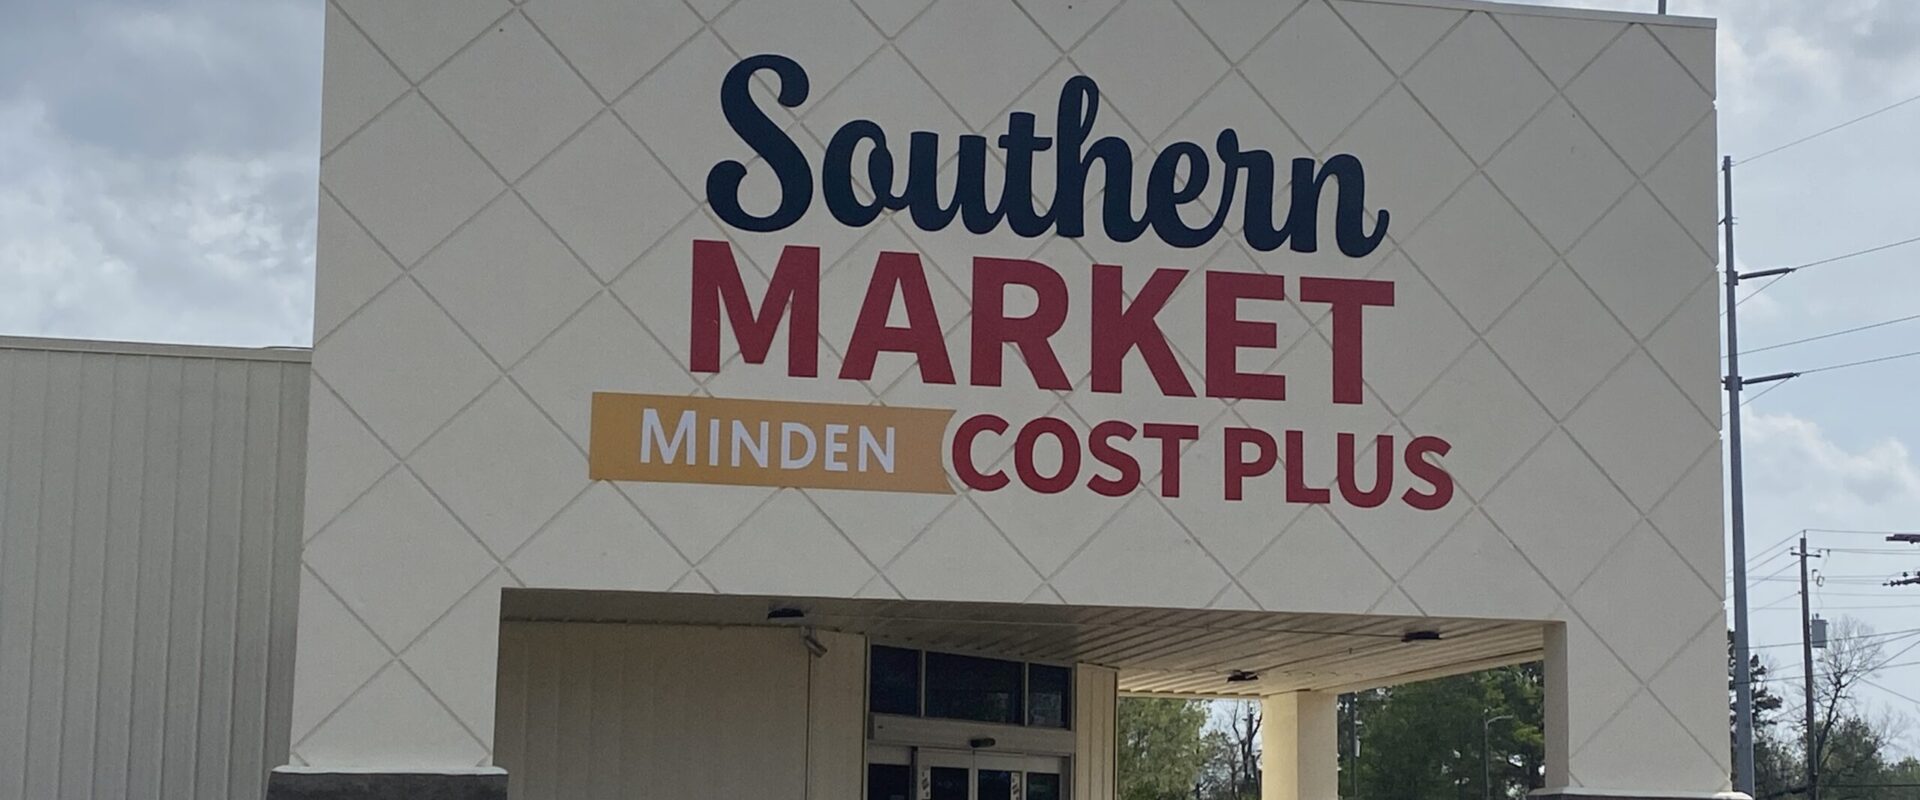 Southern
MARKET
MINDEN COST PLUS